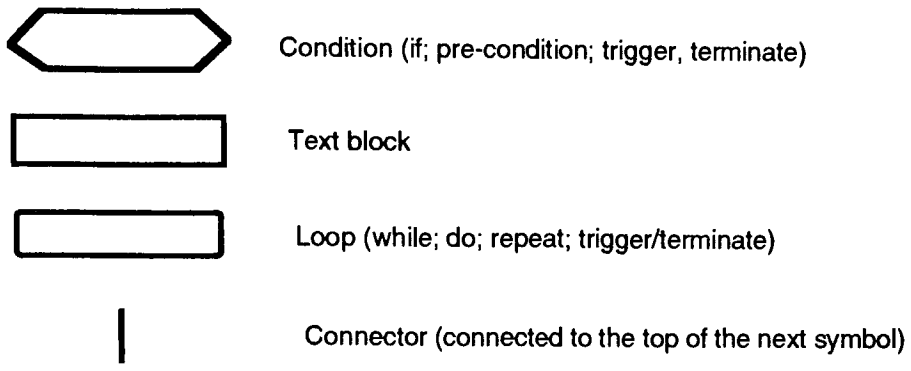 Condition (if; pre-condition; trigger, terminate)
Text block
Loop (while; do; repeat; trigger/terminate)
Connector (connected to the top of the next symbol)